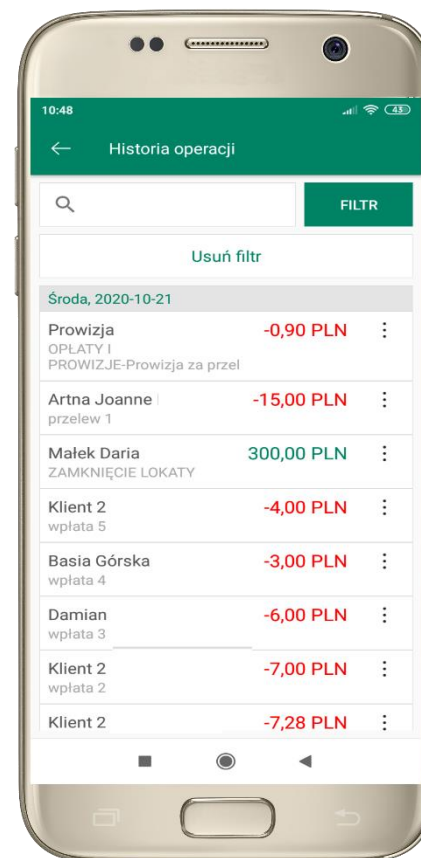 10:48
43
Historia operacji
FILTR
Usuń filtr
Środa, 2020-10-21
Prowizja -0,90 PLN
OPŁATY I
PROWIZJE-Prowizja za przel
Artna Joanne -15,00 PLN
przelew 1
Małek Daria 300,00 PLN
ZAMKNIĘCIE LOKATY
Klient 2 -4,00 PLN
wpłata 5
Basia Górska -3,00 PLN
wpłata 4
Damian -6,00 PLN
wpłata 3
Klient 2 -7,00 PLN
wpłata 2
Klient 2 -7,28 PLN